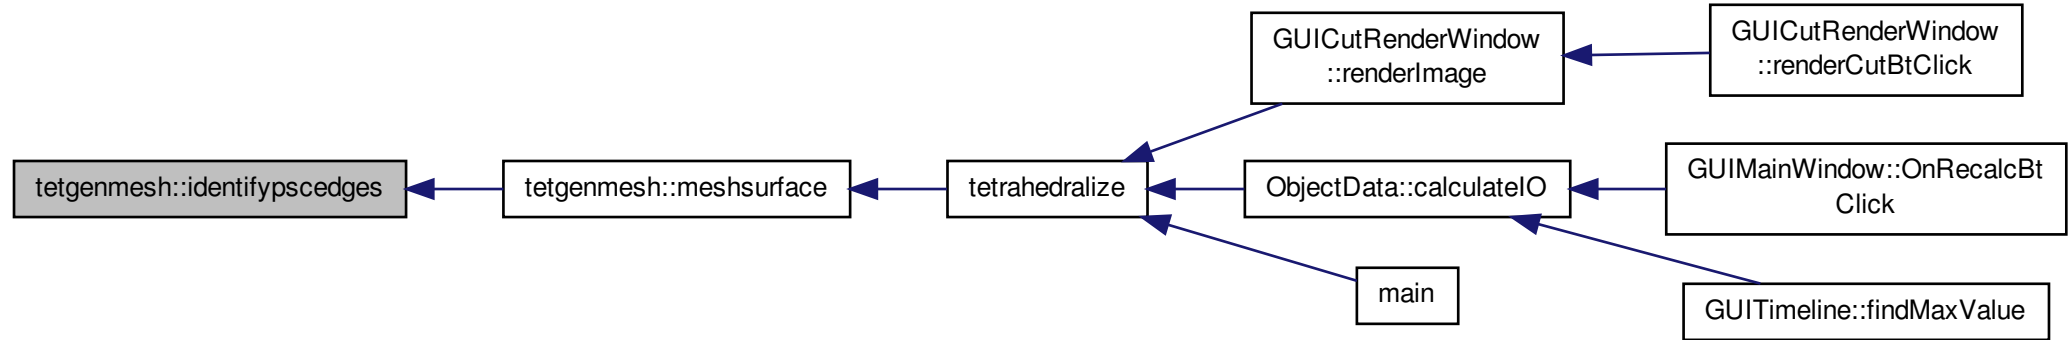 tetgenmesh::identifypscedges
tetgenmesh::meshsurface
tetrahedralize
GUICutRenderWindow
::renderImage
GUICutRenderWindow
::renderCutBtClick
ObjectData::calculateIO
GUIMainWindow::OnRecalcBt
Click
GUITimeline::findMaxValue
main